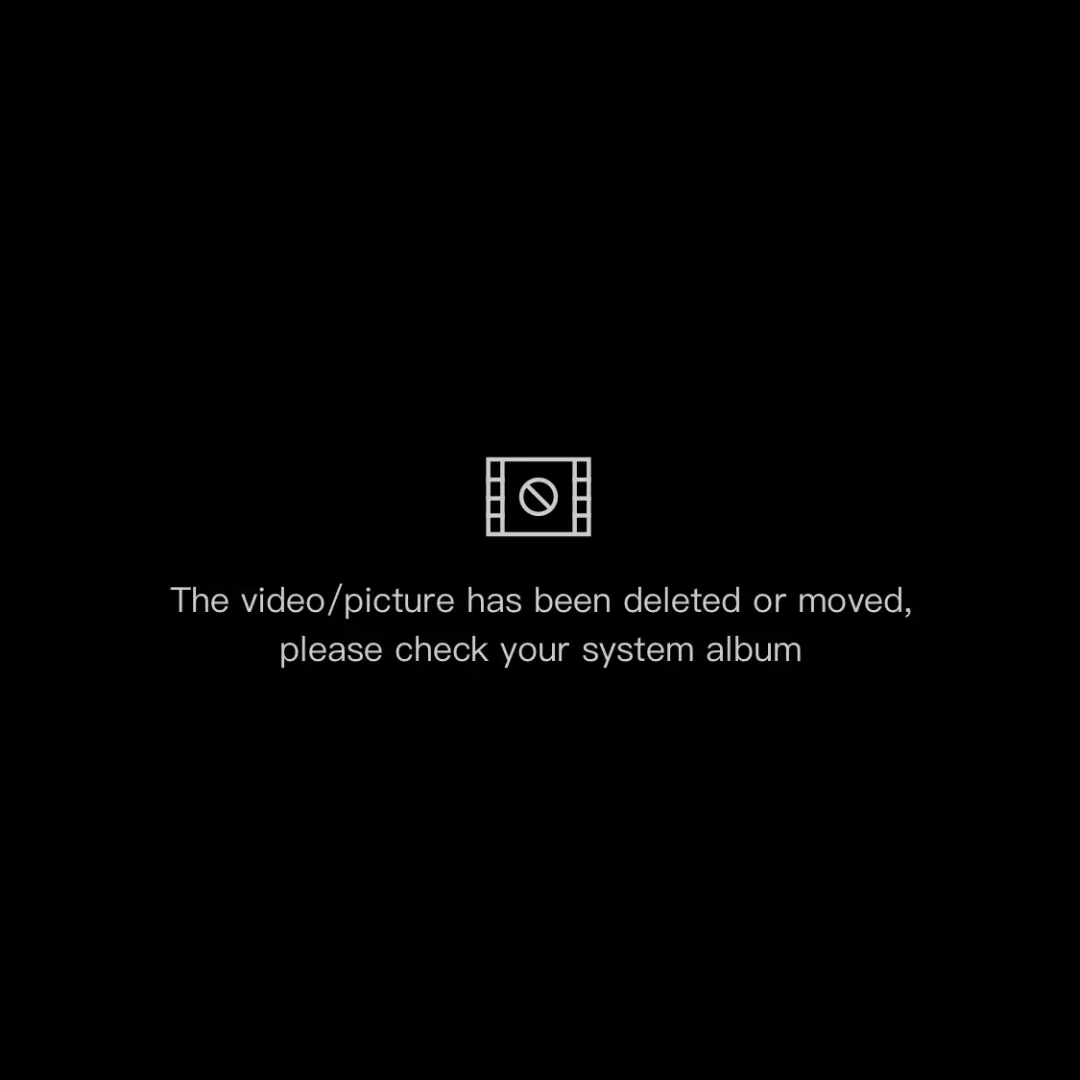 The video/picture has been deleted or moved,
please check your system album